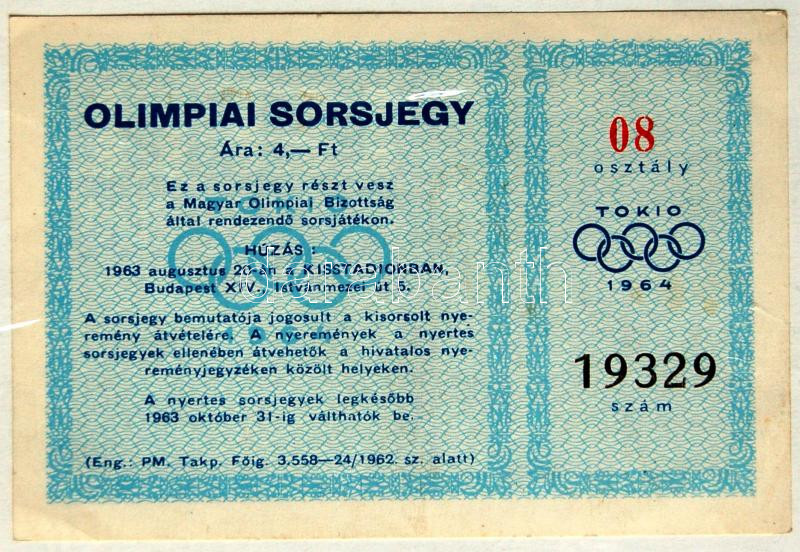 OLIMPIAI SORSJEGY
Ára: 4,— Ft
Ez a sorsjegy részt vesz
a Magyar Olimpiai Bizottság
által rendezendő sorsjátékon.
HÚZÁS:
1963 augusztus 20-án a KISSTADIONBAN,
Budapest XIV., Istvánmezei út 5.
A sorsjegy bemutatója jogosult a kisorsolt nye-
remény átvételére. A nyeremények a nyertes
sorsjegyek ellenében átvehetők a hivatalos nye-
reményjegyzéken közölt helyeken.
A nyertes sorsjegyek legkésőbb
1963 október 31-ig válthatók be.
(Eng.: PM. Takp. Főig. 3.558—24/1962. sz. alatt)
08
osztály
TOKIO
1964
19329
szám